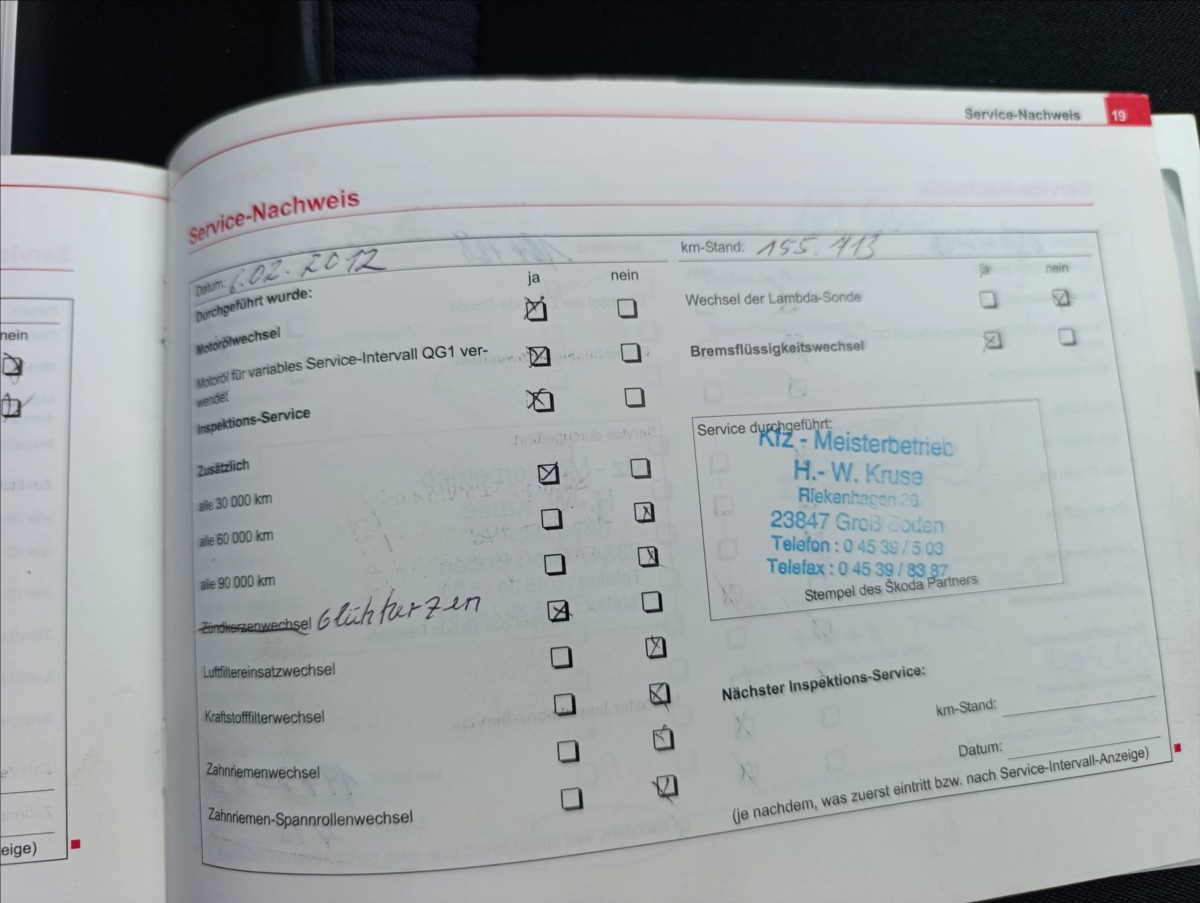 Service-Nachweis 19
Service-Nachweis
Datum: 6.02.2012
km-Stand: 155.713
Durchgeführt wurde: ja nein
ja nein
Motorölwechsel
Wechsel der Lambda-Sonde
Motoröl für variables Service-Intervall QG1 ver-
wendet
Bremsflüssigkeitswechsel
Inspektions-Service
Zusätzlich
alle 30 000 km
alle 60 000 km
alle 90 000 km
Zündkerzenwechsel Glühkerzen
Luftfiltereinsatzwechsel
Kraftstofffilterwechsel
Zahnriemenwechsel
Zahnriemen-Spannrollenwechsel
Service durchgeführt:
Kfz - Meisterbetrieb
H.- W. Kruse
Riekenhagen 26
23847 Groß Boden
Telefon : 0 45 39 / 5 03
Telefax : 0 45 39 / 83 87
Stempel des Škoda Partners
Nächster Inspektions-Service:
km-Stand:
Datum:
(je nachdem, was zuerst eintritt bzw. nach Service-Intervall-Anzeige)
nein
eige)